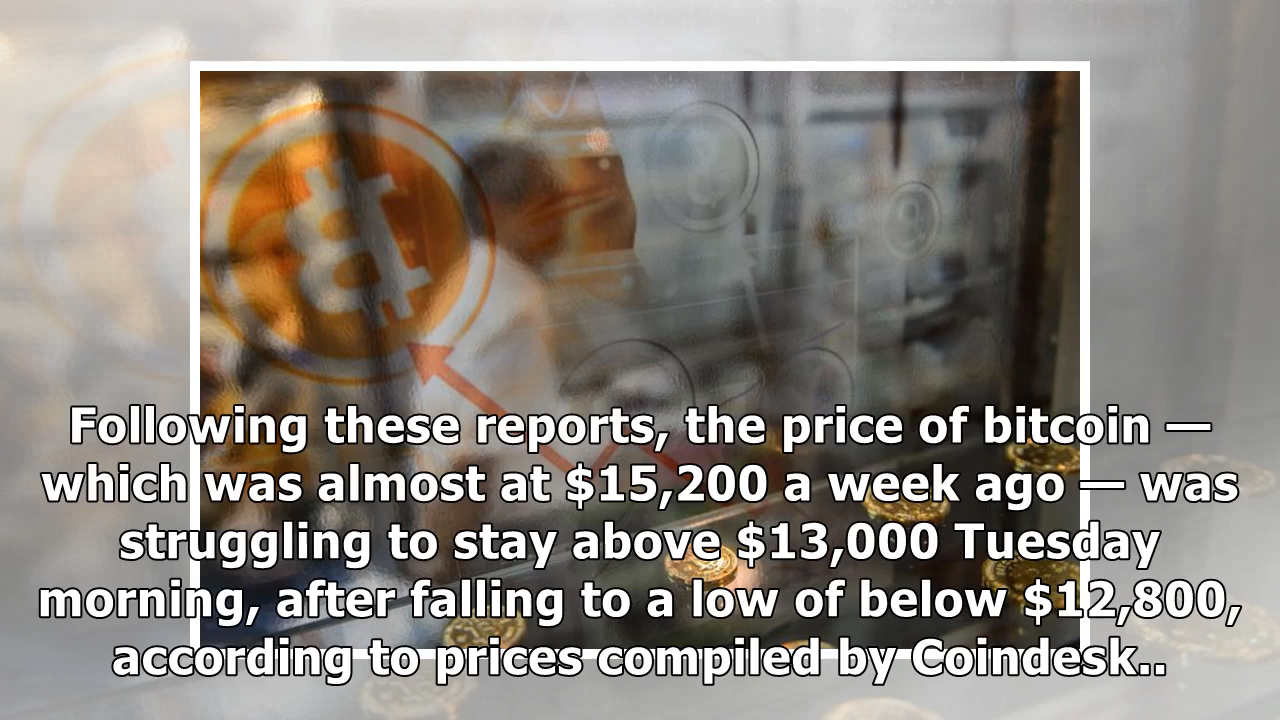 Following these reports, the price of bitcoin —
which was almost at $15,200 a week ago — was
struggling to stay above $13,000 Tuesday
morning, after falling to a low of below $12,800,
according to prices compiled by Coindesk..